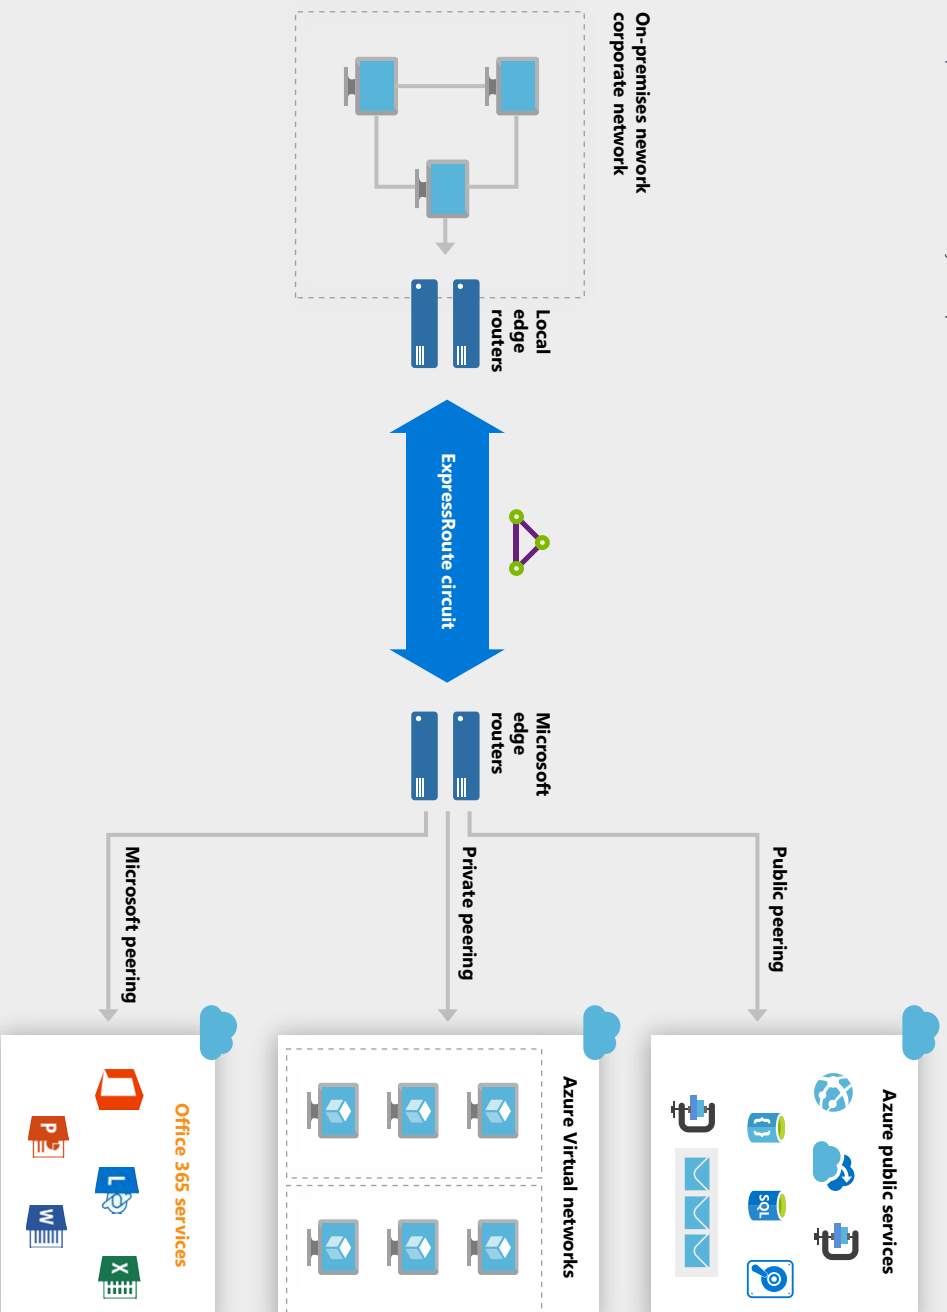 On-premises nework
corporate network
Local
edge
routers
ExpressRoute circuit
Microsoft
edge
routers
Public peering
Private peering
Microsoft peering
Azure public services
{ }
SQL
Azure Virtual networks
Office 365 services
P
L
W
X